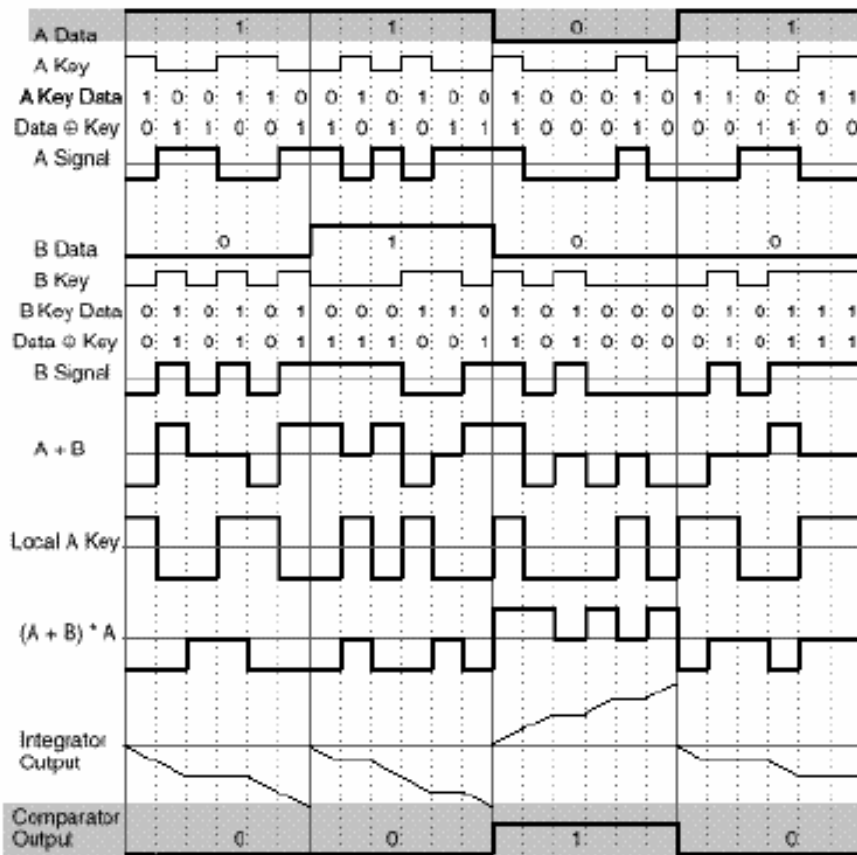 A Data 1 1 0 1
A Key
A Key Data 1 0 0 1 1 0 0 1 0 1 0 0 1 0 0 0 1 0 1 1 0 0 1 1
Data ⊕ Key 0 1 1 0 0 1 1 0 1 0 1 1 1 0 0 0 1 0 0 0 1 1 0 0
A Signal
B Data 0 1 0 0
B Key
B Key Data 0 1 0 1 0 1 0 0 0 1 1 0 1 0 1 0 0 0 0 1 0 1 1 1
Data ⊕ Key 0 1 0 1 0 1 1 1 1 0 0 1 1 0 1 0 0 0 0 1 0 1 1 1
B Signal
A + B
Local A Key
(A + B) * A
Integrator
Output
Comparator
Output 0 0 1 0